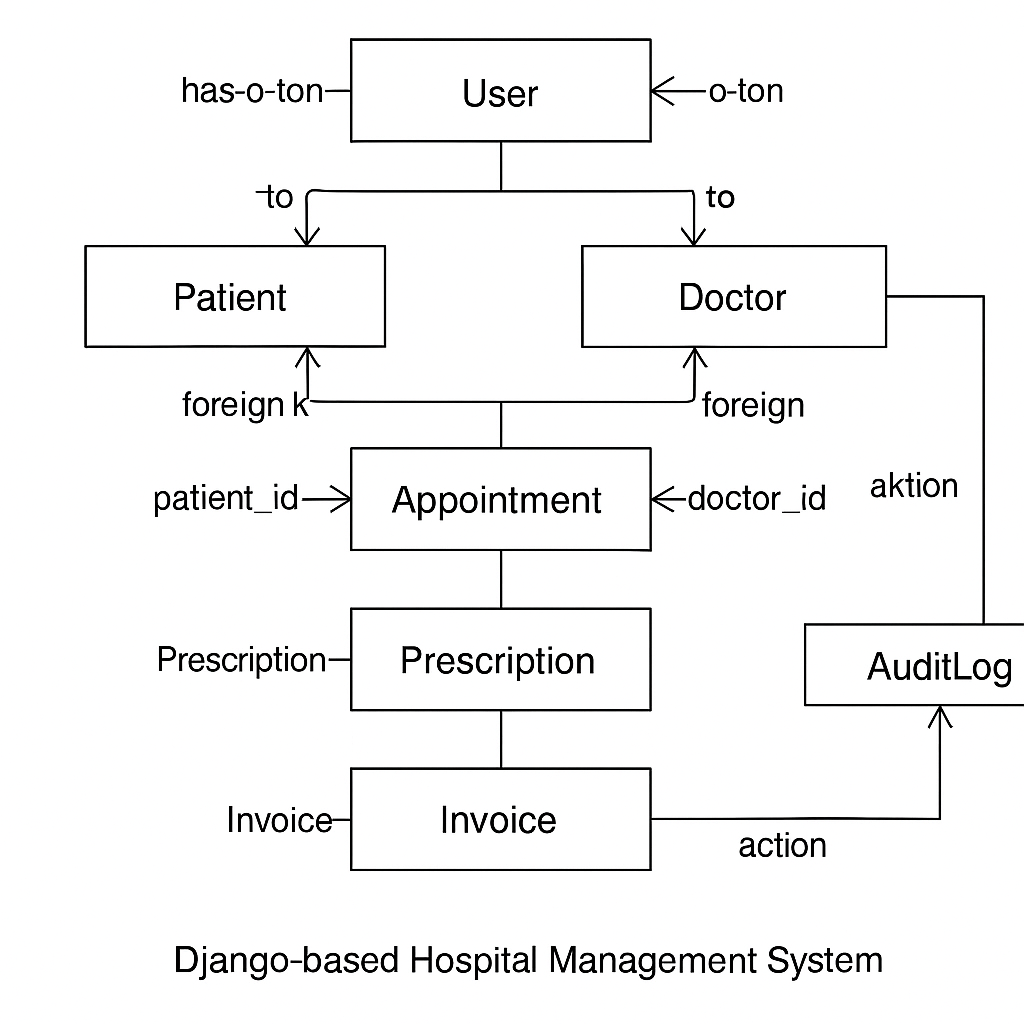 has-o-ton
User
o-ton
to
to
Patient
Doctor
foreign k
foreign
patient_id
Appointment
doctor_id
aktion
Prescription
Prescription
AuditLog
Invoice
Invoice
action
Django-based Hospital Management System